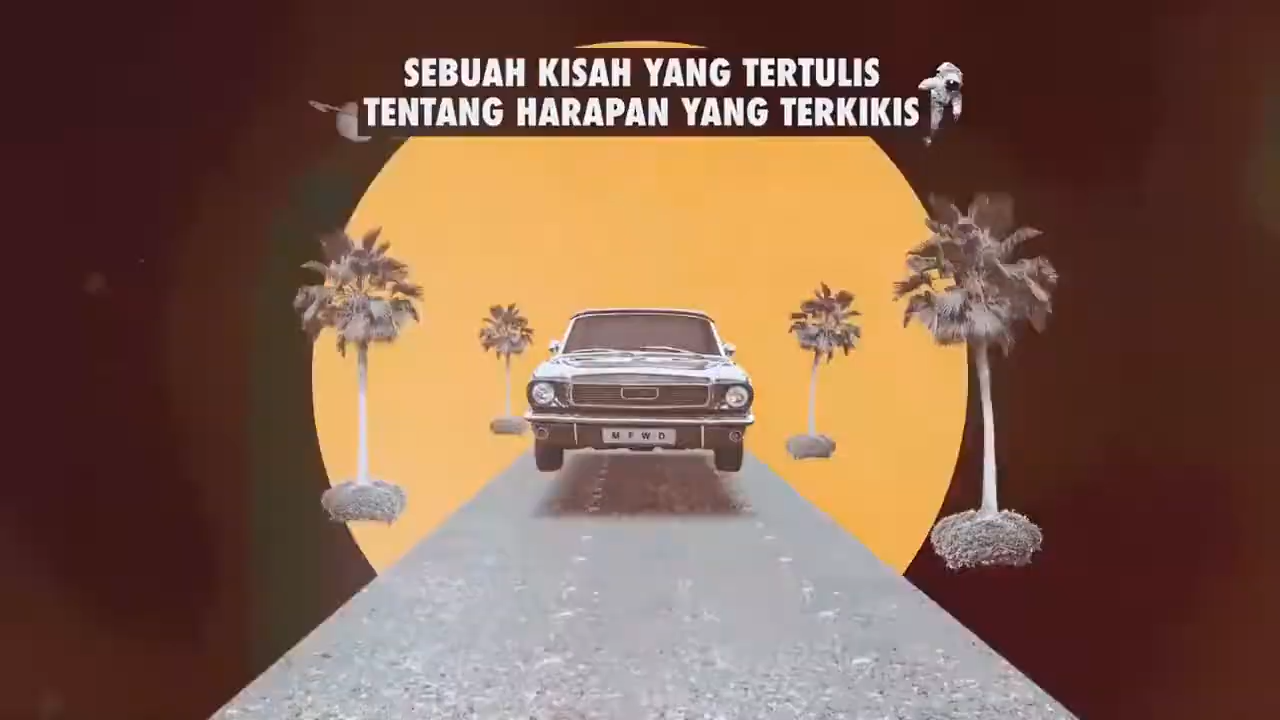 SEBUAH KISAH YANG TERTULIS
TENTANG HARAPAN YANG TERKIKIS
M F W D